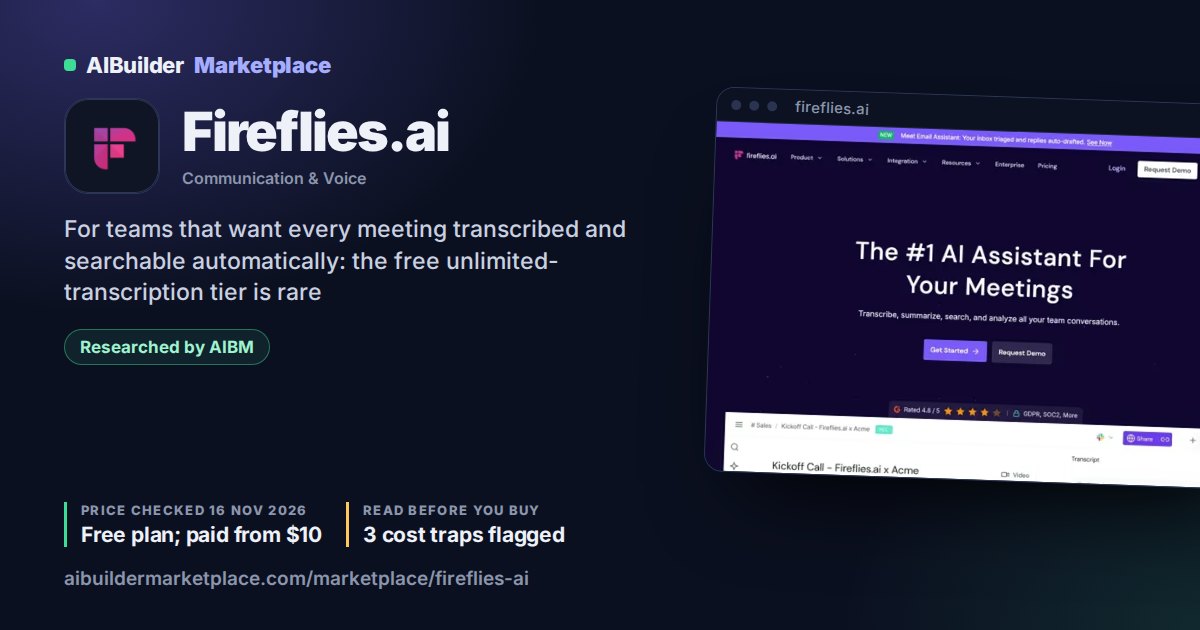 AIBuilder Marketplace
Fireflies.ai
Communication & Voice
For teams that want every meeting transcribed and
searchable automatically: the free unlimited-
transcription tier is rare
Researched by AIBM
PRICE CHECKED 16 NOV 2026
Free plan; paid from $10
READ BEFORE YOU BUY
3 cost traps flagged
aibuildermarketplace.com/marketplace/fireflies-ai
fireflies.ai
NEW Meet Email Assistant: Your inbox triaged and replies auto-drafted. See Now
fireflies.ai Product Solutions Integration Resources Enterprise Pricing Login Request Demo
The #1 AI Assistant For
Your Meetings
Transcribe, summarize, search, and analyze all your team conversations.
Get Started → Request Demo
Rated 4.8 / 5 GDPR, SOC2, More
# Sales / Kickoff Call - Fireflies.ai x Acme
Share
Kickoff Call - Fireflies.ai x Acme
Transcript
Video